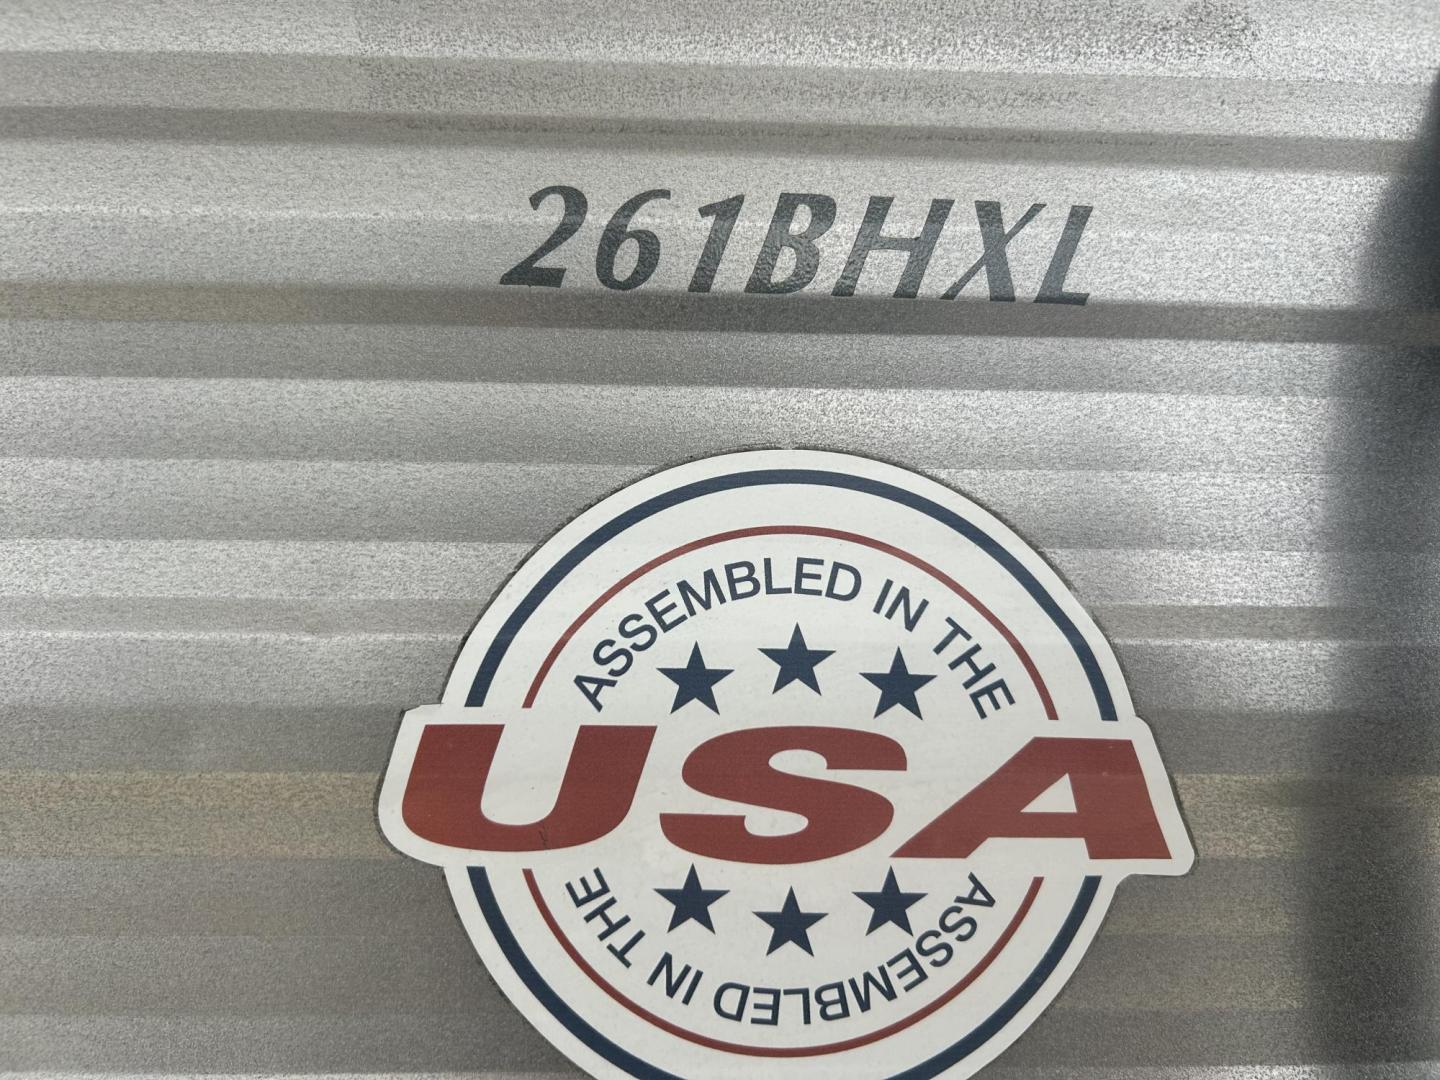 261BHXL
ASSEMBLED IN THE
USA
ASSEMBLED IN THE